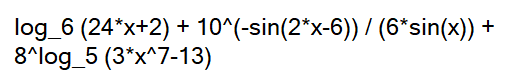 log_6 (24*x+2) + 10^(-sin(2*x-6)) / (6*sin(x)) +
8^log_5 (3*x^7-13)